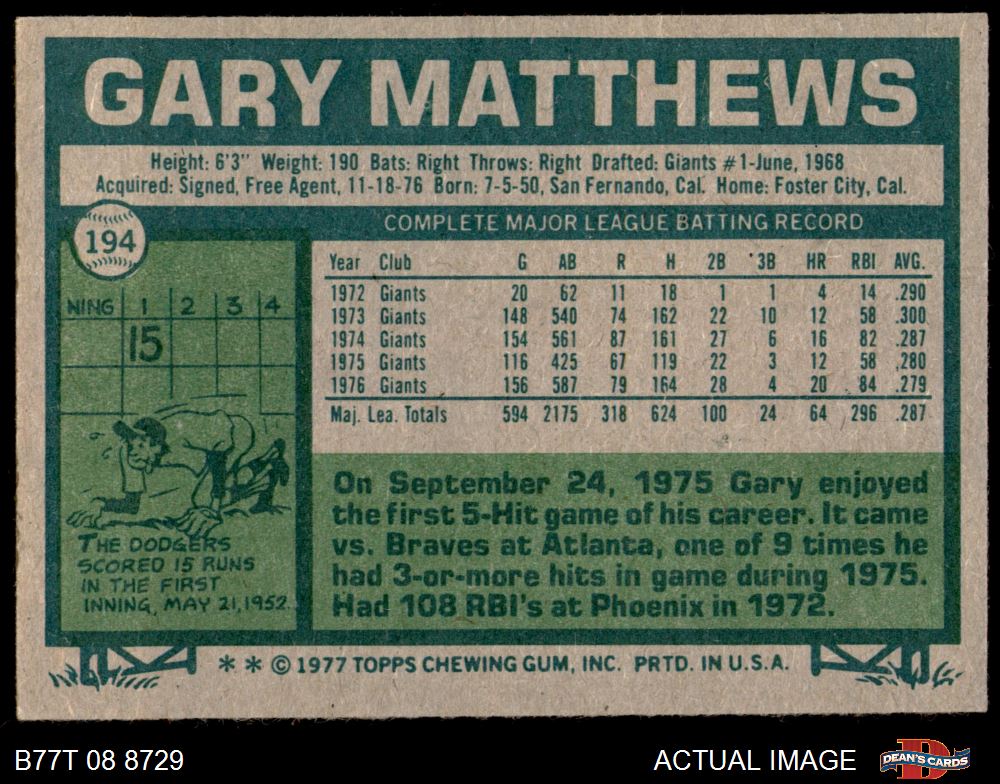 GARY MATTHEWS
Height: 6'3" Weight: 190 Bats: Right Throws: Right Drafted: Giants #1-June, 1968
Acquired: Signed, Free Agent, 11-18-76 Born: 7-5-50, San Fernando, Cal. Home: Foster City, Cal.
194
COMPLETE MAJOR LEAGUE BATTING RECORD
Year Club G AB R H 2B 3B HR RBI AVG.
1972 Giants 20 62 11 18 1 1 4 14 .290
1973 Giants 148 540 74 162 22 10 12 58 .300
1974 Giants 154 561 87 161 27 6 16 82 .287
1975 Giants 116 425 67 119 22 3 12 58 .280
1976 Giants 156 587 79 164 28 4 20 84 .279
Maj. Lea. Totals 594 2175 318 624 100 24 64 296 .287
NING 1 2 3 4
15
THE DODGERS
SCORED 15 RUNS
IN THE FIRST
INNING, MAY 21, 1952.
On September 24, 1975 Gary enjoyed
the first 5-Hit game of his career. It came
vs. Braves at Atlanta, one of 9 times he
had 3-or-more hits in game during 1975.
Had 108 RBI's at Phoenix in 1972.
* * © 1977 TOPPS CHEWING GUM, INC. PRTD. IN U.S.A.
B77T 08 8729
ACTUAL IMAGE
DEAN'S CARDS